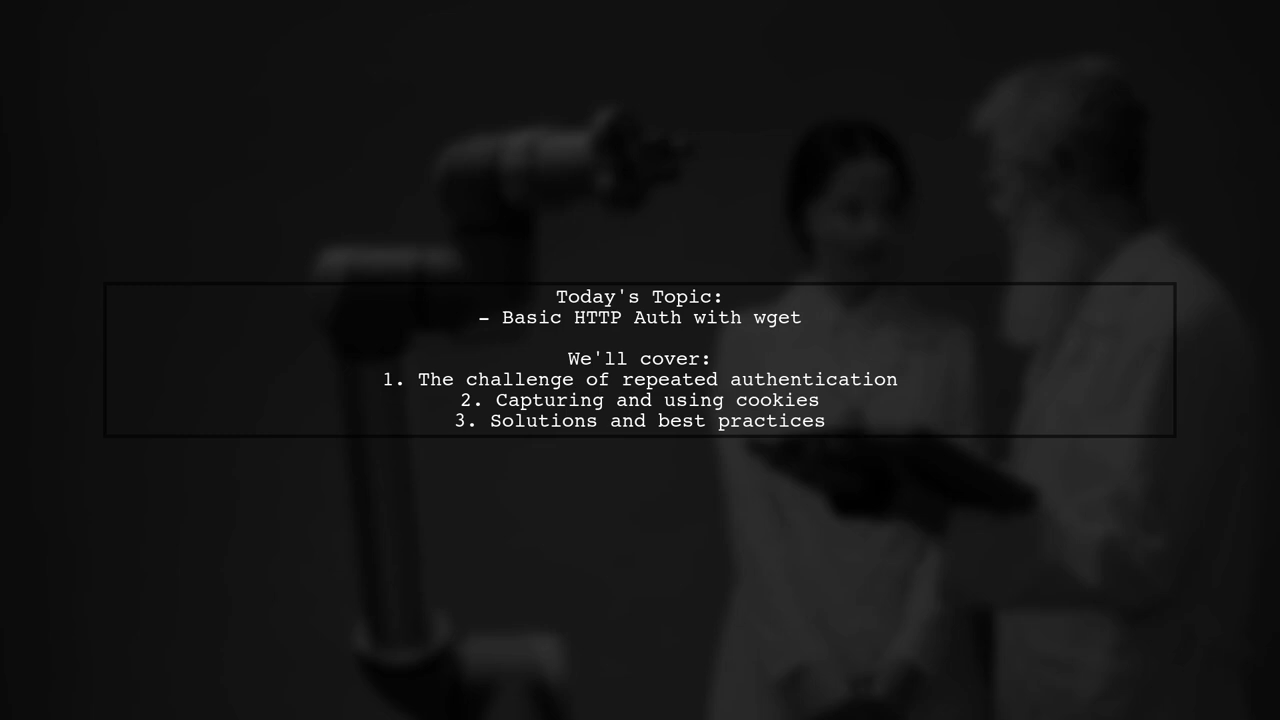 Today's Topic:
- Basic HTTP Auth with wget
We'll cover:
1. The challenge of repeated authentication
2. Capturing and using cookies
3. Solutions and best practices